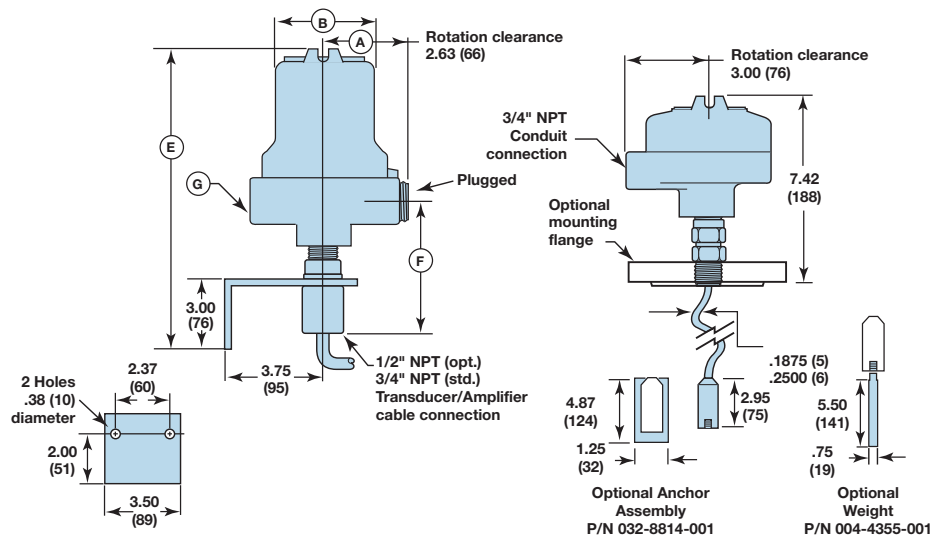 B
A
Rotation clearance
2.63 (66)
E
G
Plugged
F
3.00
(76)
3.75
(95)
1/2" NPT (opt.)
3/4" NPT (std.)
Transducer/Amplifier
cable connection
2 Holes
.38 (10)
diameter
2.37
(60)
2.00
(51)
3.50
(89)
Rotation clearance
3.00 (76)
3/4" NPT
Conduit
connection
7.42
(188)
Optional
mounting
flange
.1875 (5)
.2500 (6)
4.87
(124)
2.95
(75)
1.25
(32)
Optional Anchor
Assembly
P/N 032-8814-001
5.50
(141)
.75
(19)
Optional
Weight
P/N 004-4355-001